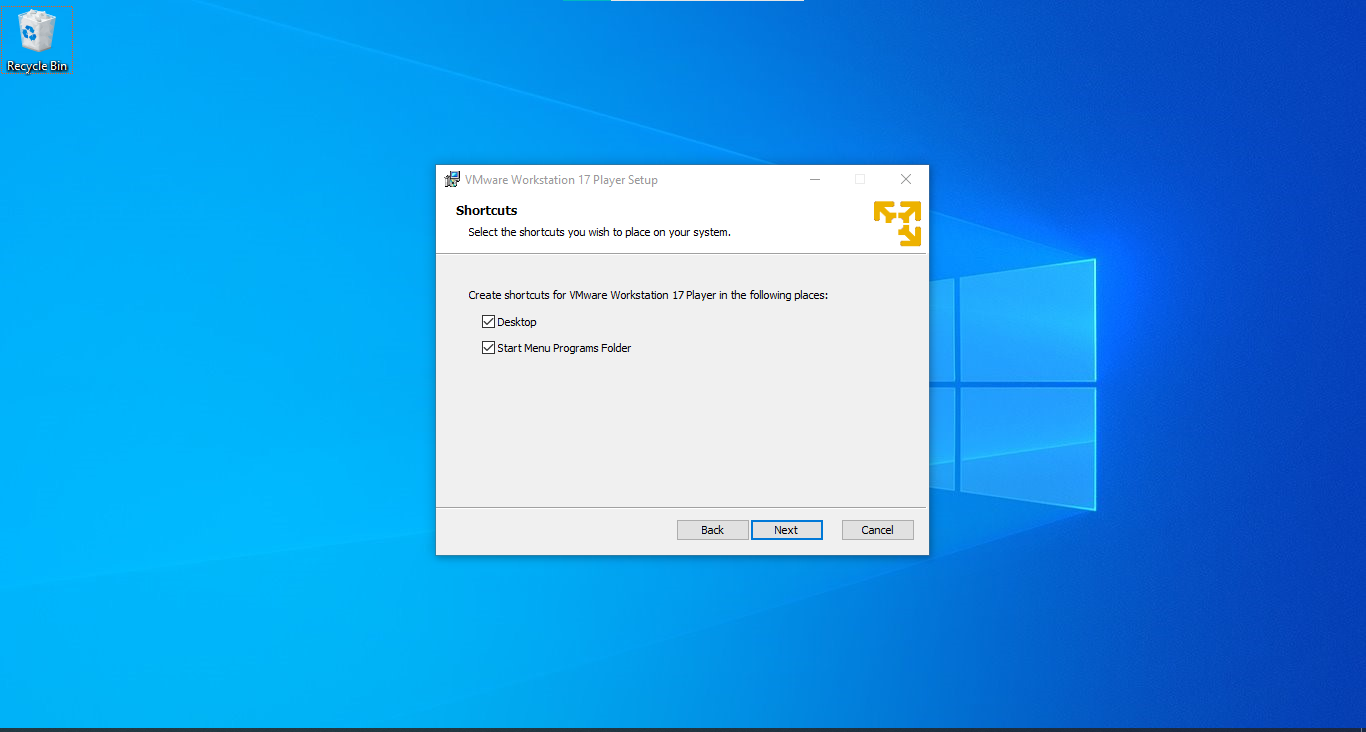 Recycle Bin
VMware Workstation 17 Player Setup
Shortcuts
Select the shortcuts you wish to place on your system.
Create shortcuts for VMware Workstation 17 Player in the following places:
Desktop
Start Menu Programs Folder
Back Next Cancel